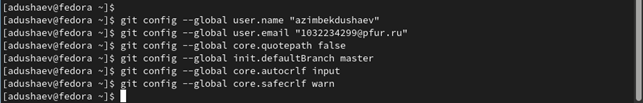 [adushaev@fedora ~]$
[adushaev@fedora ~]$ git config --global user.name "azimbekdushaev"
[adushaev@fedora ~]$ git config --global user.email "1032234299@pfur.ru"
[adushaev@fedora ~]$ git config --global core.quotepath false
[adushaev@fedora ~]$ git config --global init.defaultBranch master
[adushaev@fedora ~]$ git config --global core.autocrlf input
[adushaev@fedora ~]$ git config --global core.safecrlf warn
[adushaev@fedora ~]$